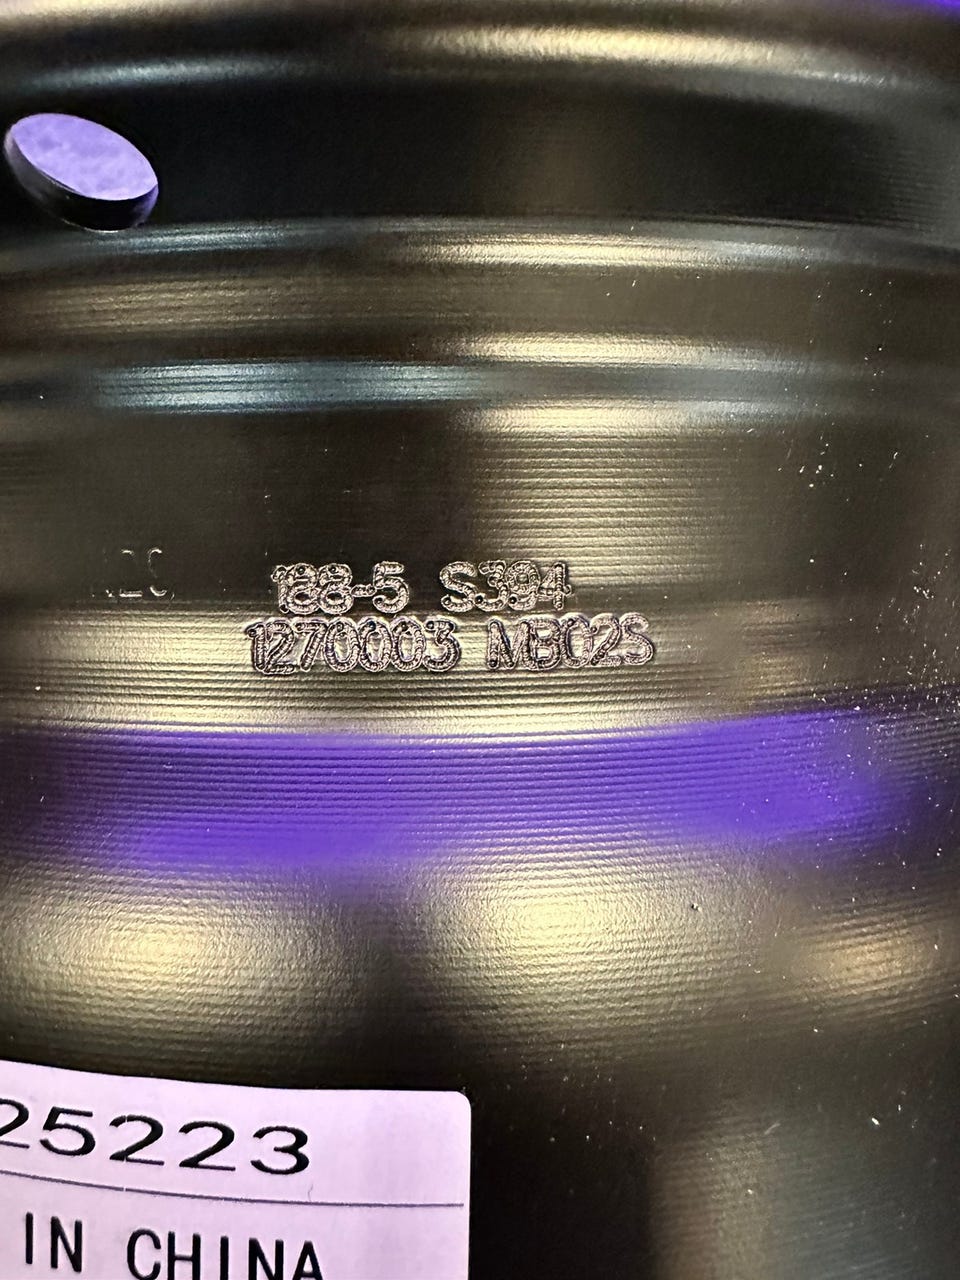 188-5 S394
1270003 MB02S
25223
IN CHINA